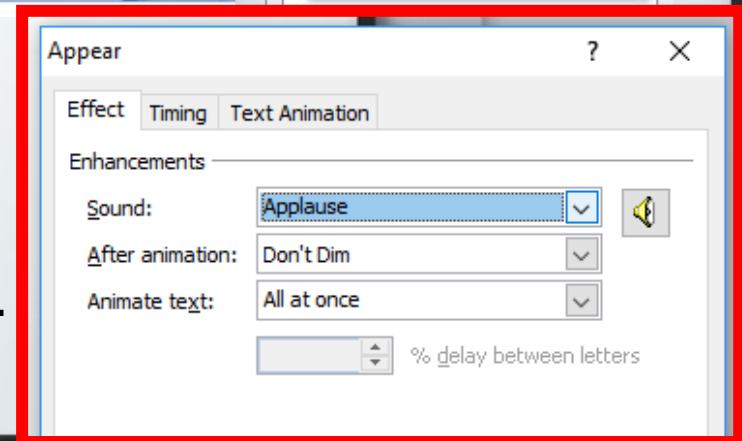 Appear ? X
Effect Timing Text Animation
Enhancements
Sound: Applause
After animation: Don't Dim
Animate text: All at once
% delay between letters